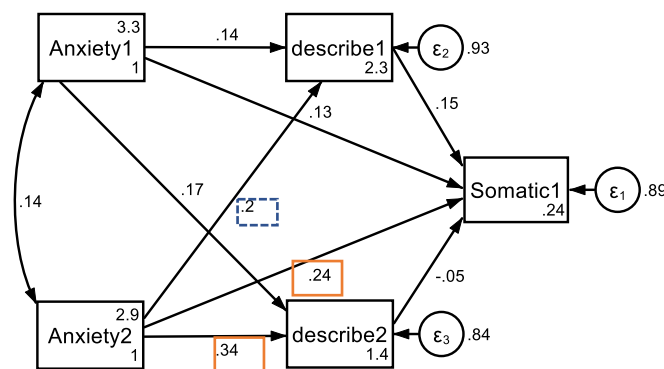 3.3
Anxiety1
1
.14
describe1
2.3
ε2
.93
.13
.15
.17
.14
.2
Somatic1
.24
ε1
.89
.24
-.05
2.9
Anxiety2
1
.34
describe2
1.4
ε3
.84